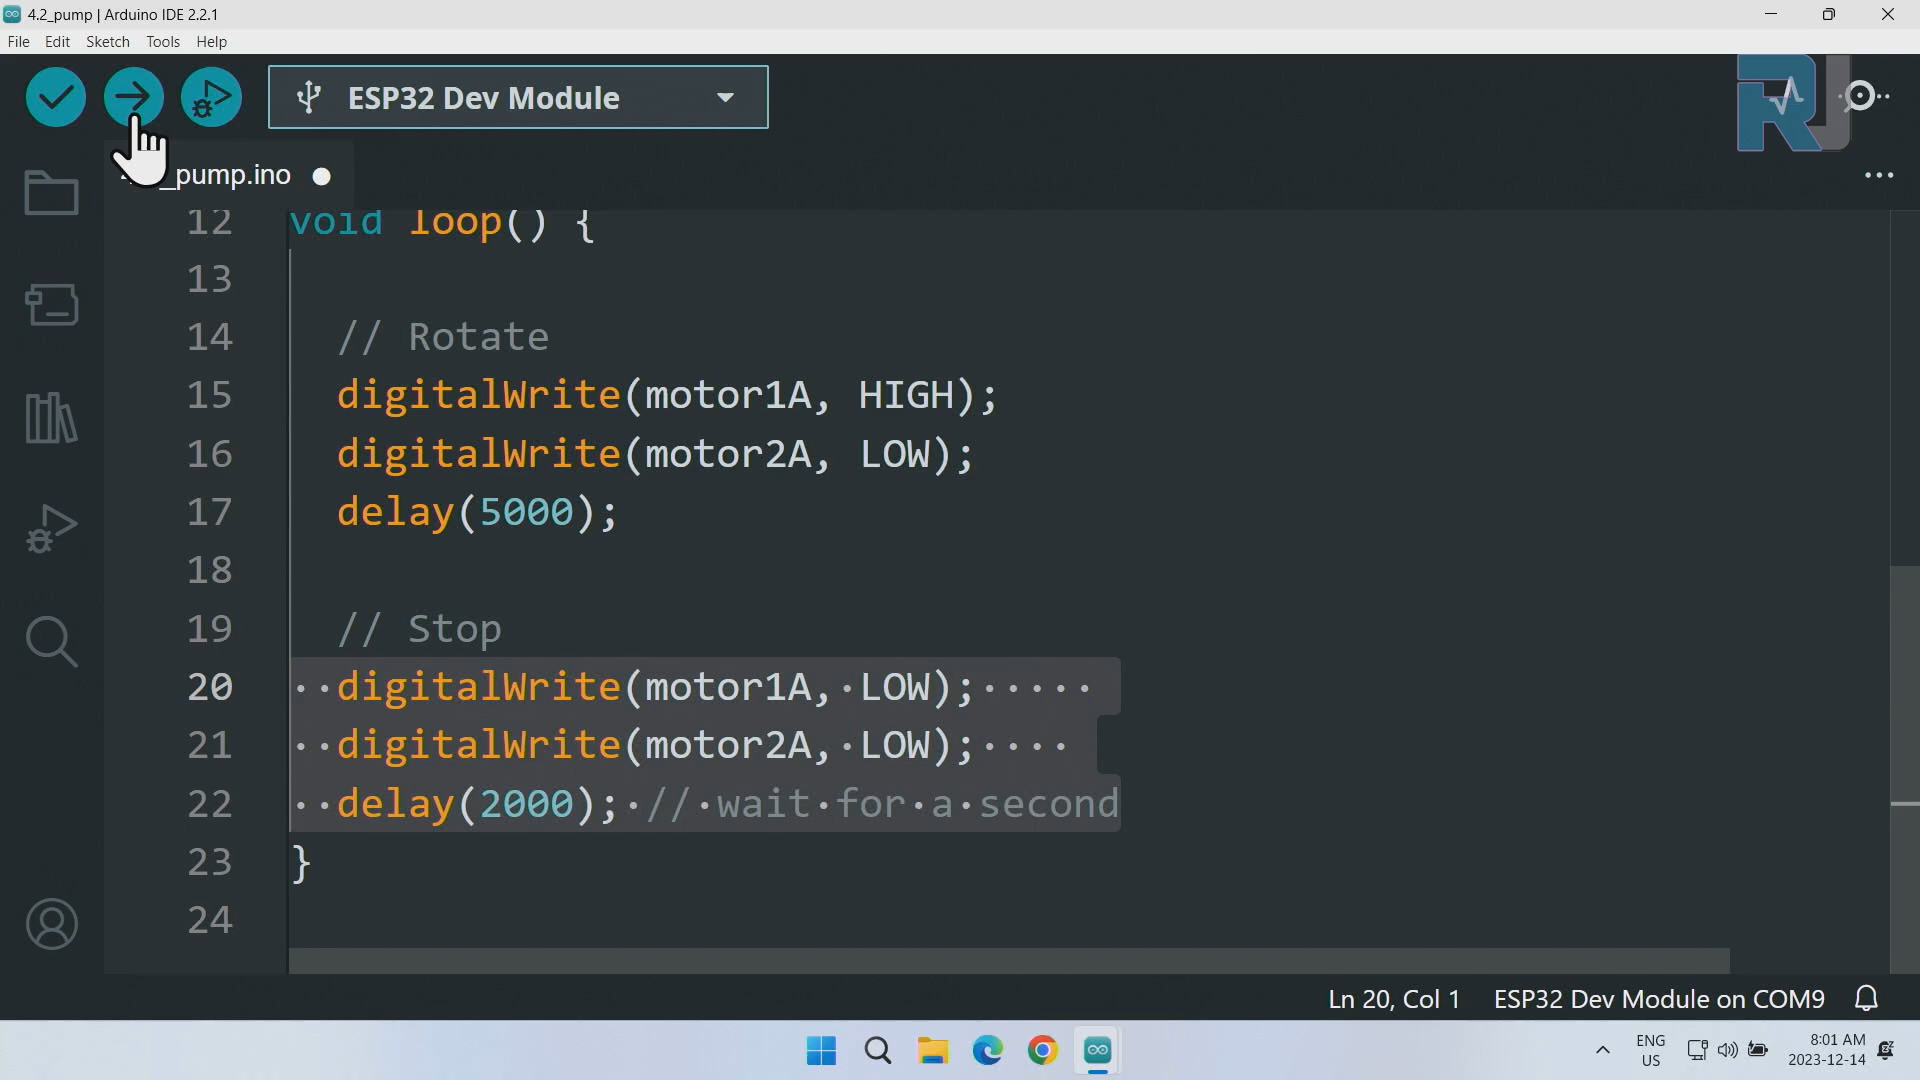 4.2_pump | Arduino IDE 2.2.1
File Edit Sketch Tools Help
ESP32 Dev Module
RJ
_pump.ino
12 void loop() {
13
14 // Rotate
15 digitalWrite(motor1A, HIGH);
16 digitalWrite(motor2A, LOW);
17 delay(5000);
18
19 // Stop
20 ··digitalWrite(motor1A,·LOW);·····
21 ··digitalWrite(motor2A,·LOW);····
22 ··delay(2000);·//·wait·for·a·second
23 }
24
Ln 20, Col 1 ESP32 Dev Module on COM9
ENG
US
8:01 AM
2023-12-14